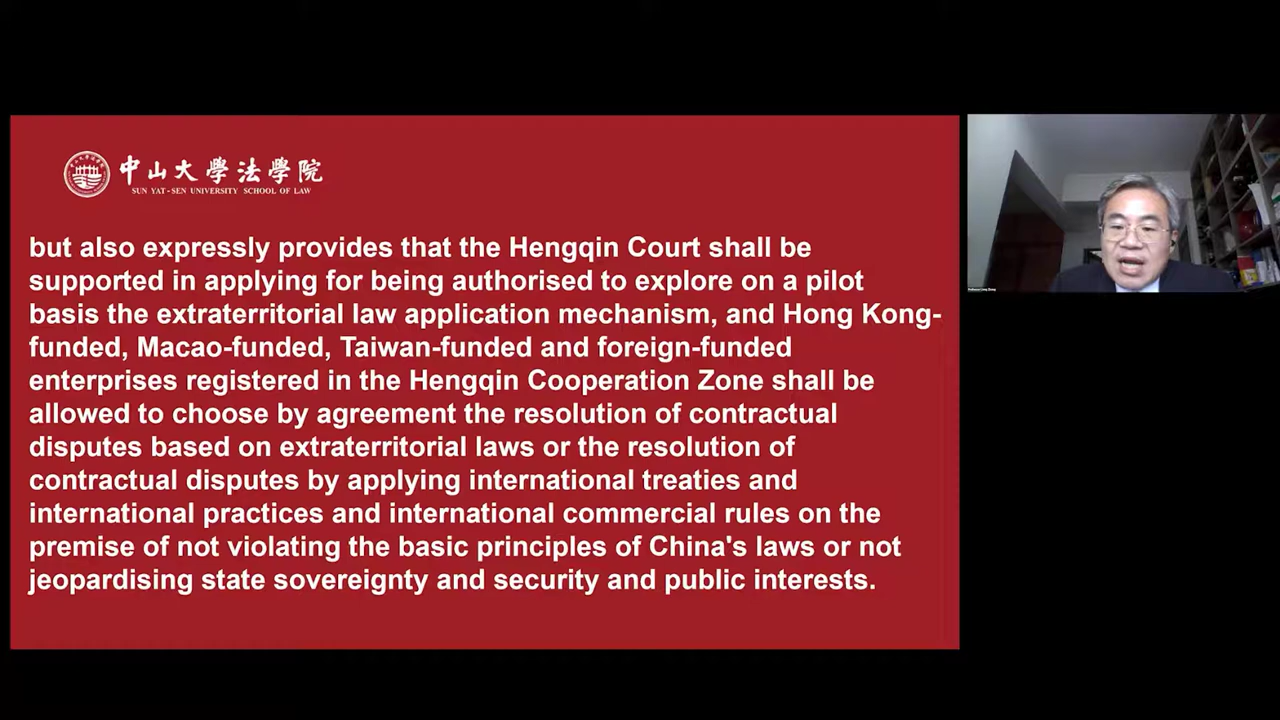 中山大學法學院
SUN YAT-SEN UNIVERSITY SCHOOL OF LAW
but also expressly provides that the Hengqin Court shall be
supported in applying for being authorised to explore on a pilot
basis the extraterritorial law application mechanism, and Hong Kong-
funded, Macao-funded, Taiwan-funded and foreign-funded
enterprises registered in the Hengqin Cooperation Zone shall be
allowed to choose by agreement the resolution of contractual
disputes based on extraterritorial laws or the resolution of
contractual disputes by applying international treaties and
international practices and international commercial rules on the
premise of not violating the basic principles of China's laws or not
jeopardising state sovereignty and security and public interests.